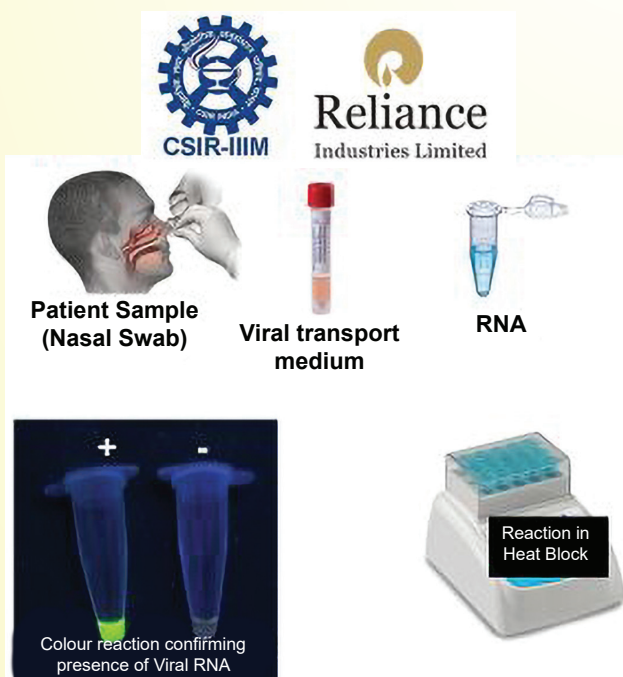 CSIR-IIIM
Reliance
Industries Limited
Patient Sample
(Nasal Swab)
Viral transport
medium
RNA
+ -
Reaction in
Heat Block
Colour reaction confirming
presence of Viral RNA